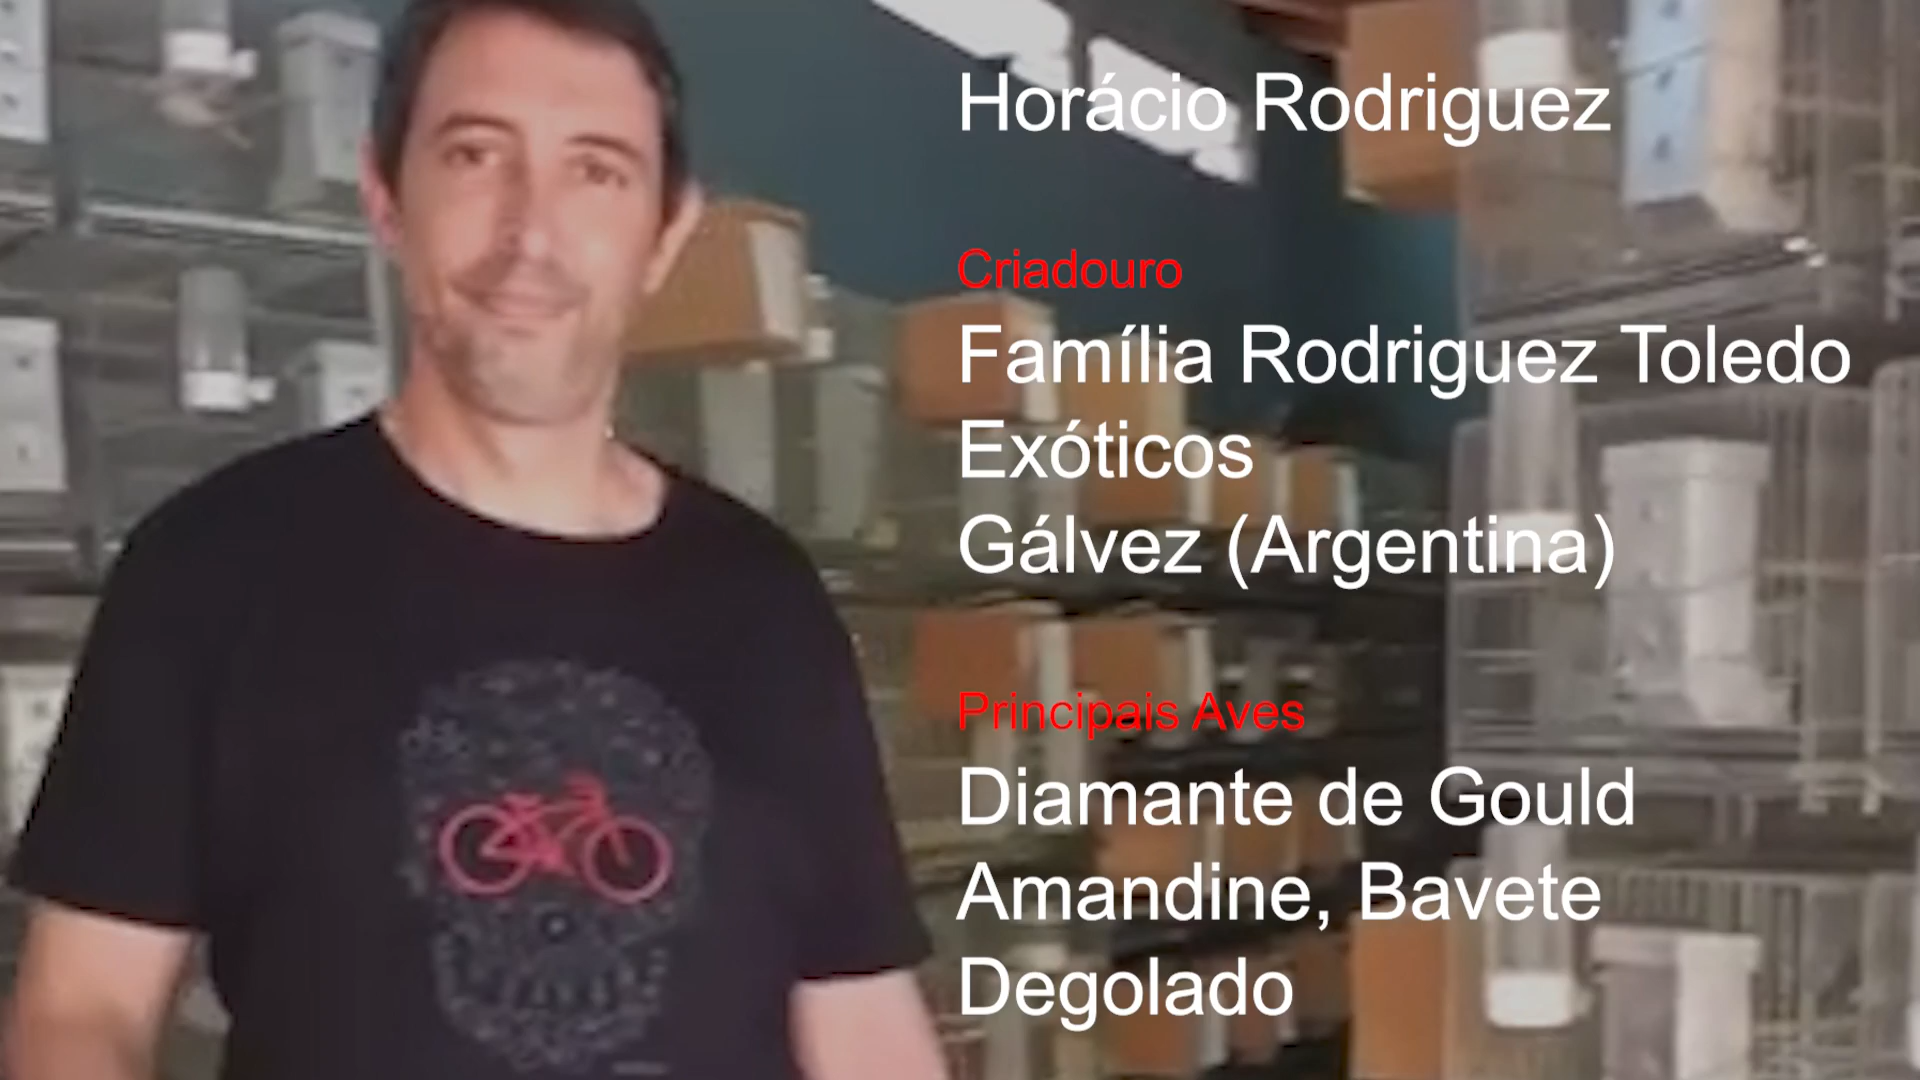 Horácio Rodriguez
Criadouro
Família Rodriguez Toledo
Exóticos
Gálvez (Argentina)
Principais Aves
Diamante de Gould
Amandine, Bavete
Degolado